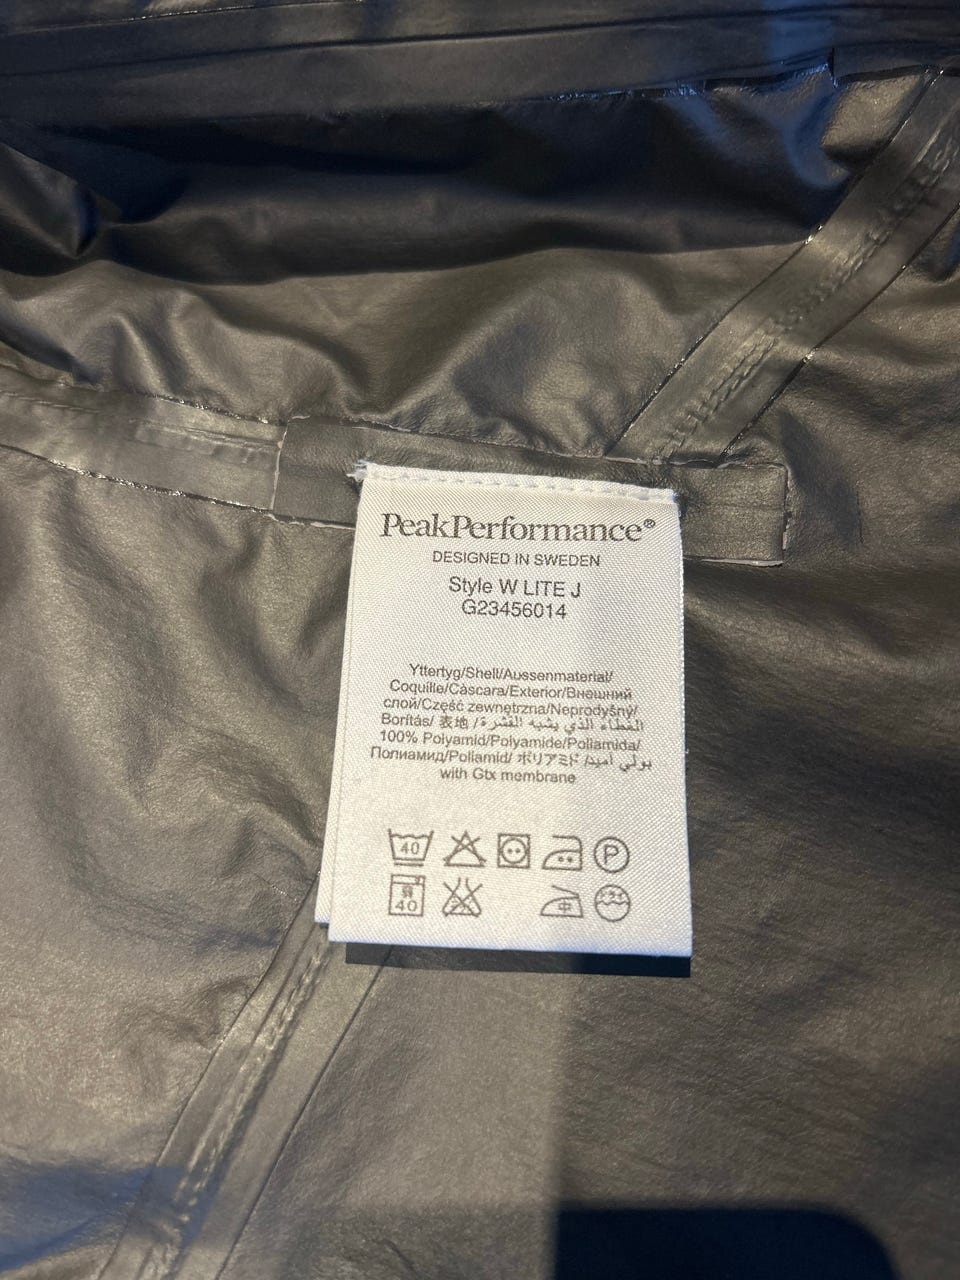 PeakPerformance®
DESIGNED IN SWEDEN
Style W LITE J
G23456014
Yttertyg/Shell/Aussenmaterial/
Coquille/Càscara/Exterior/Внешний
слой/Część zewnętrzna/Neprodyšný/
Borítás/ 表地 /الغطاء الذي يشبه القشرة
100% Polyamid/Polyamide/Poliamida/
Полиамид/Poliamid/ ポリアミド /بولي أميد
with Gtx membrane
40 P
40 中